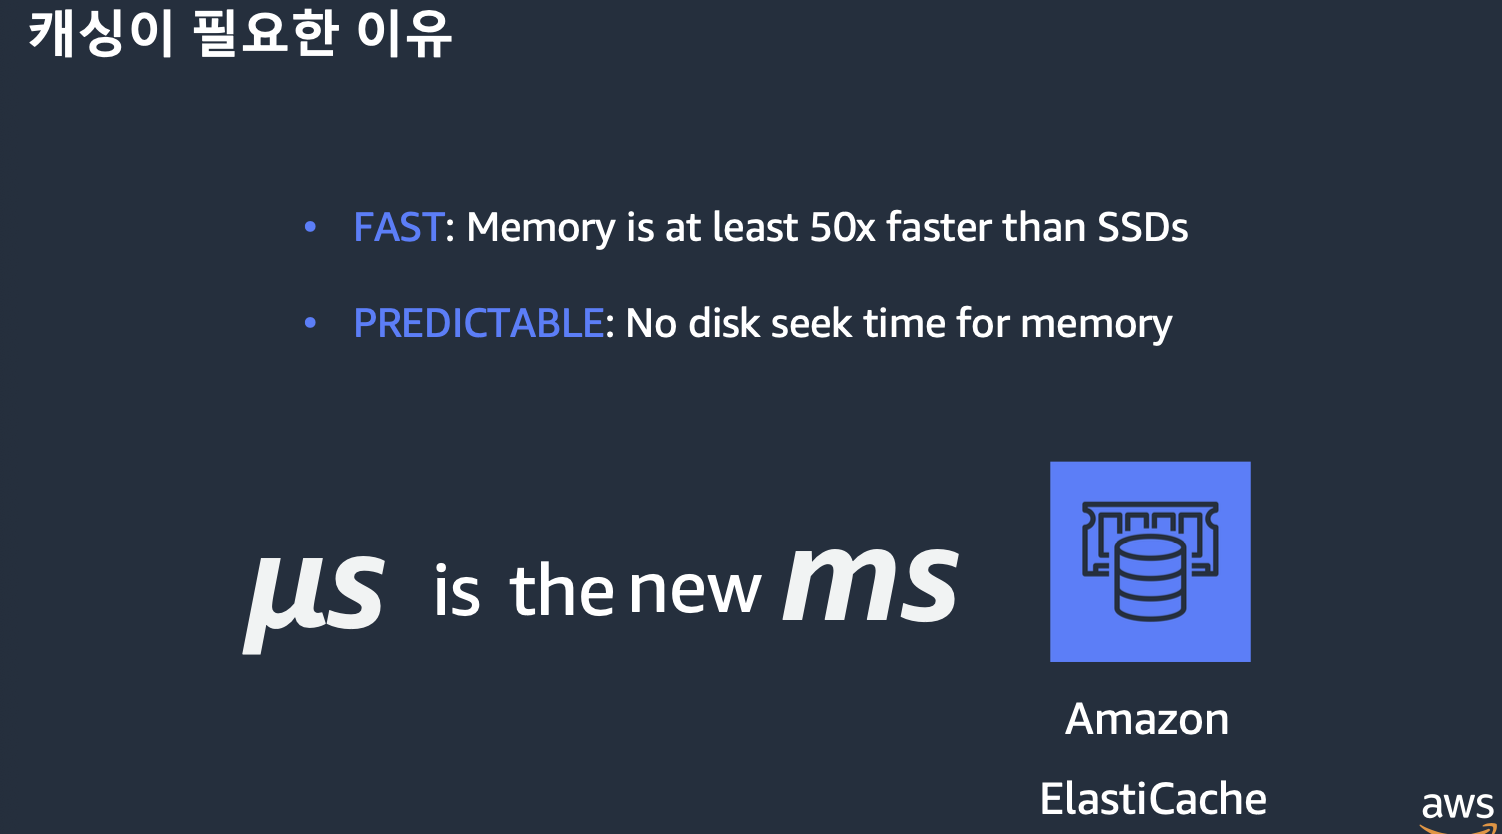 캐싱이 필요한 이유
• FAST: Memory is at least 50x faster than SSDs
• PREDICTABLE: No disk seek time for memory
µs is the new ms
Amazon
ElastiCache
aws